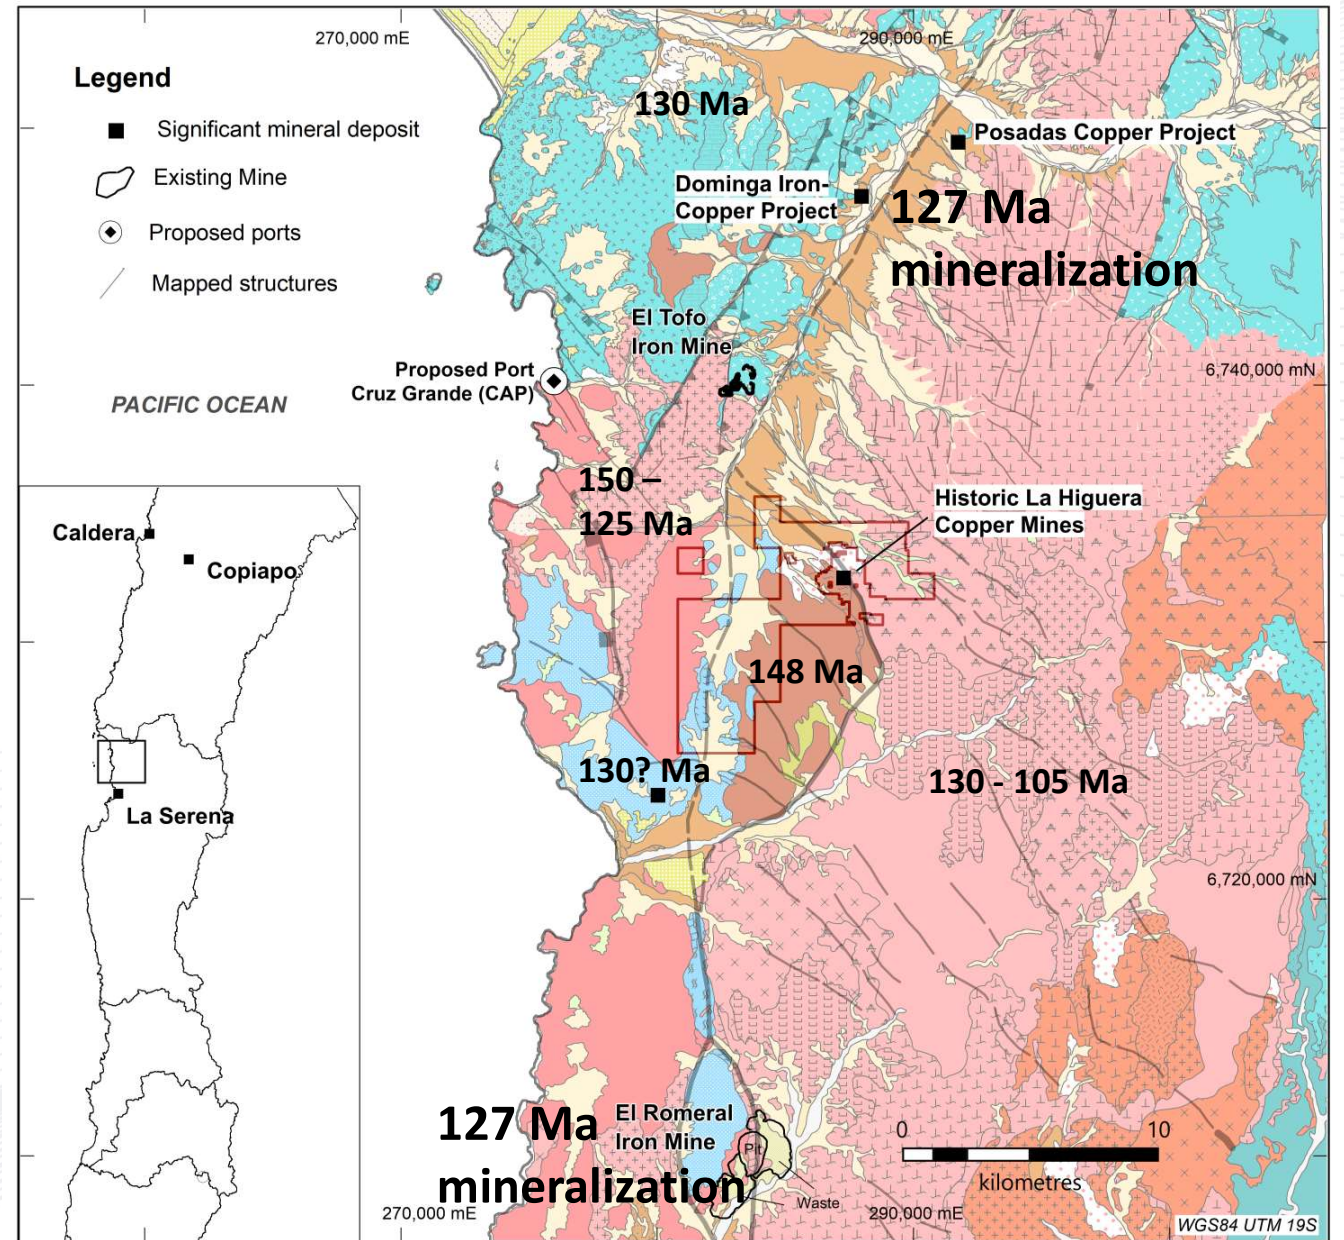 270,000 mE
290,000 mE
Legend
Significant mineral deposit
Existing Mine
Proposed ports
Mapped structures
130 Ma
Posadas Copper Project
Dominga Iron-
Copper Project
127 Ma
mineralization
El Tofo
Iron Mine
Proposed Port
Cruz Grande (CAP)
6,740,000 mN
PACIFIC OCEAN
150 –
125 Ma
Historic La Higuera
Copper Mines
Caldera
Copiapo
La Serena
148 Ma
130? Ma
130 - 105 Ma
6,720,000 mN
127 Ma
mineralization
El Romeral
Iron Mine
Pit
Waste
0
10
kilometres
270,000 mE
290,000 mE
WGS84 UTM 19S